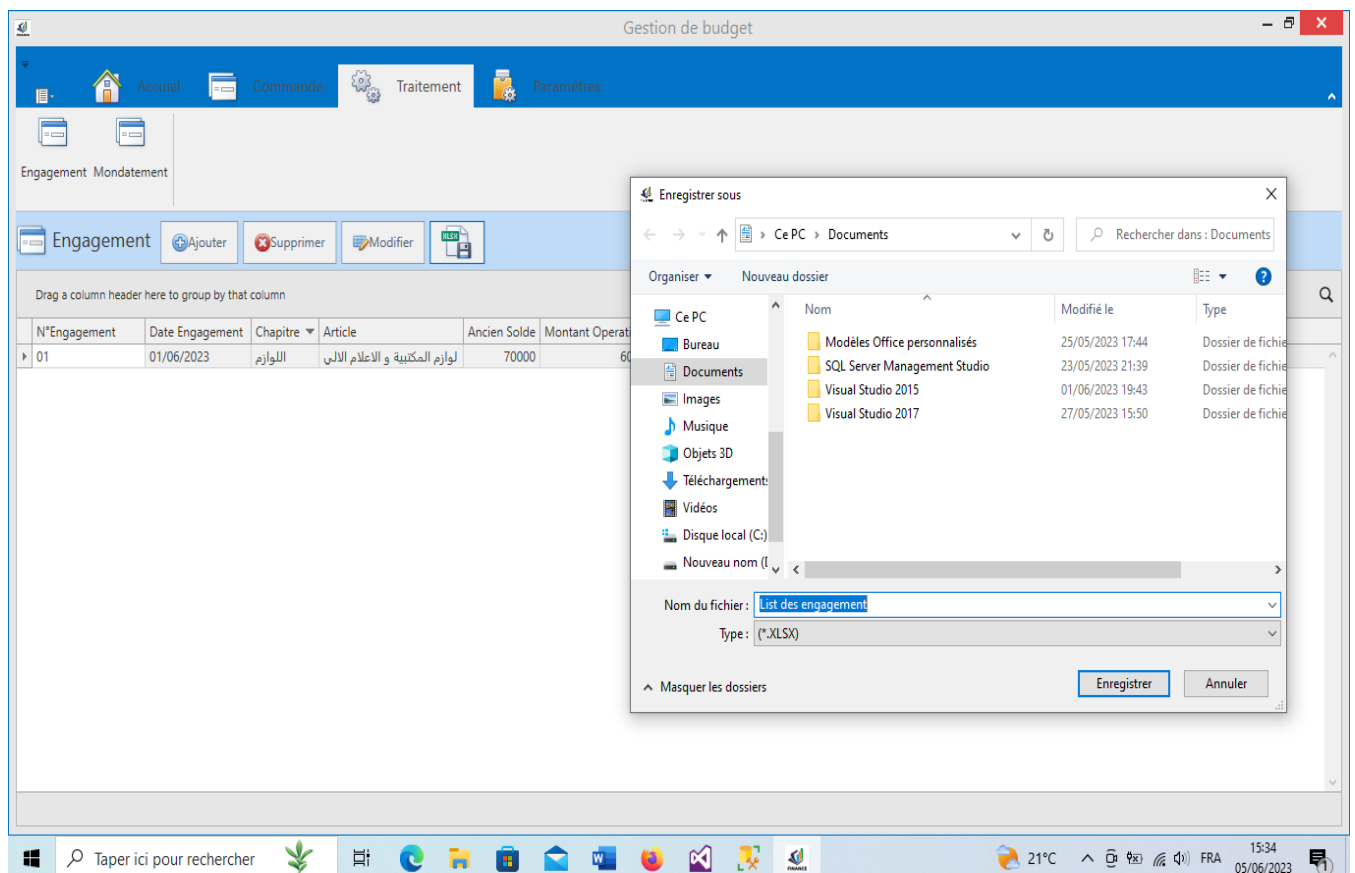 Gestion de budget
Accuiel Commande Traitement Paramétres
Engagement Mondatement
Engagement Ajouter Supprimer Modifier XLSX
Drag a column header here to group by that column
N°Engagement Date Engagement Chapitre Article Ancien Solde Montant Operati
01 01/06/2023 اللوازم لوازم المكتبية و الاعلام الالي 70000 60
Enregistrer sous
Ce PC › Documents
Rechercher dans : Documents
Organiser Nouveau dossier
Nom Modifié le Type
Ce PC
Bureau
Documents
Images
Musique
Objets 3D
Téléchargements
Vidéos
Disque local (C:)
Nouveau nom (D
Modèles Office personnalisés 25/05/2023 17:44 Dossier de fichie
SQL Server Management Studio 23/05/2023 21:39 Dossier de fichie
Visual Studio 2015 01/06/2023 19:43 Dossier de fichie
Visual Studio 2017 27/05/2023 15:50 Dossier de fichie
Nom du fichier : List des engagement
Type : (*.XLSX)
Masquer les dossiers Enregistrer Annuler
Taper ici pour rechercher
FINANCE
21°C FRA 15:34
05/06/2023
1